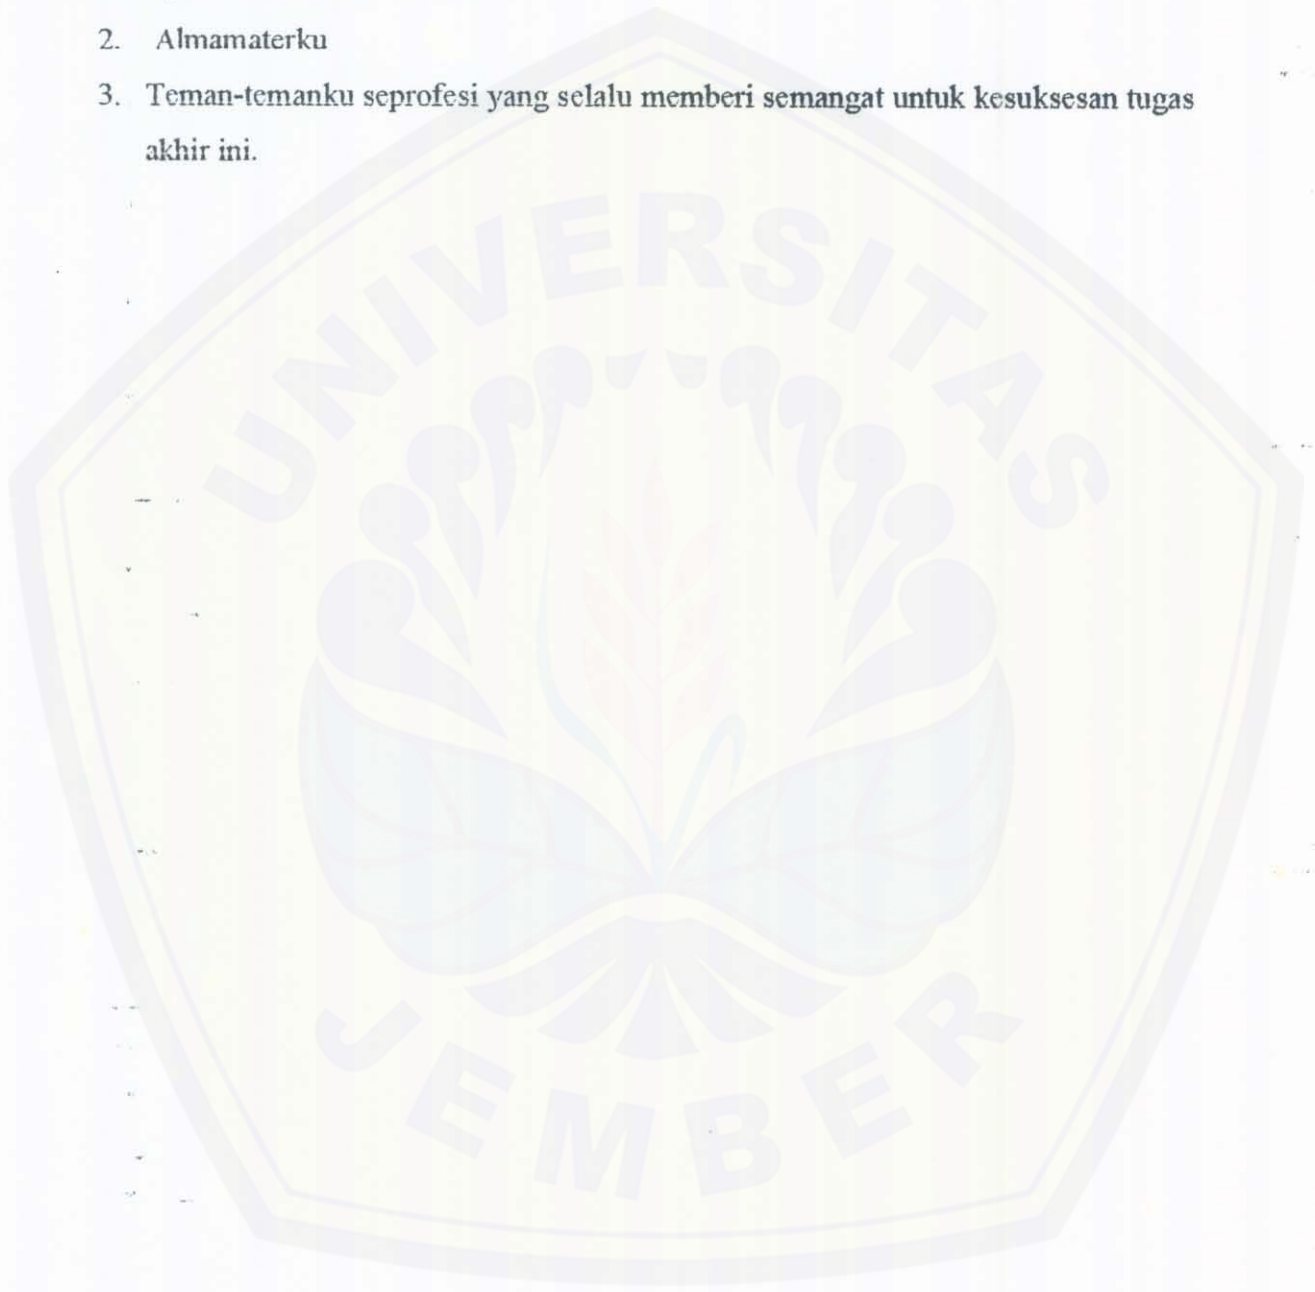 2. Almamaterku
3. Teman-temanku seprofesi yang selalu memberi semangat untuk kesuksesan tugas
akhir ini.
UNIVERSITAS
JEMBER